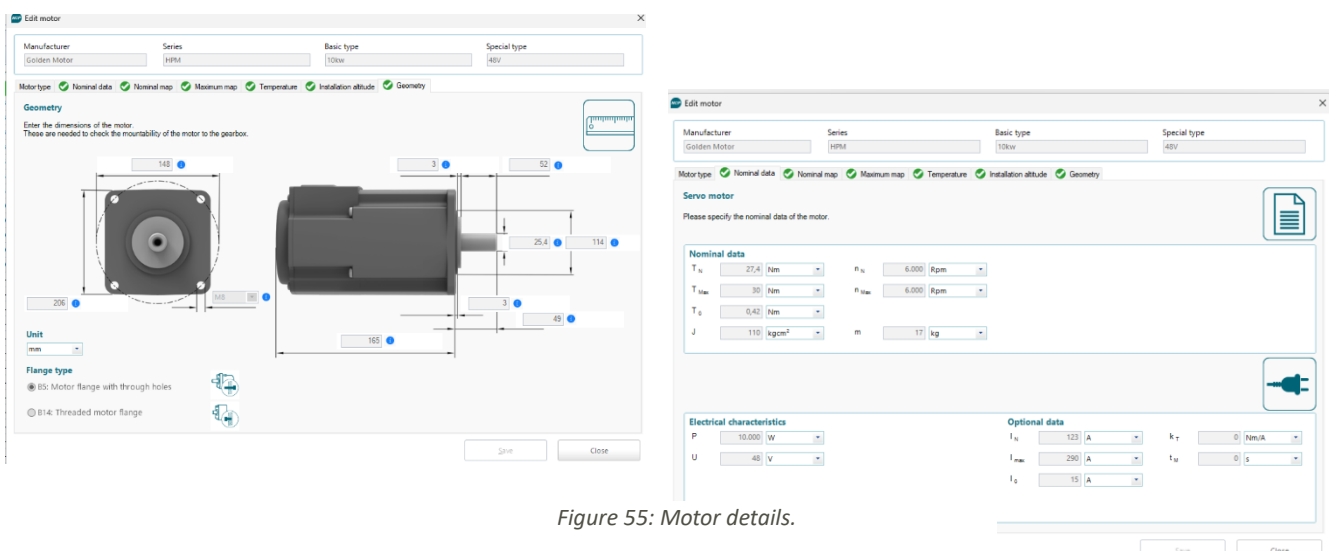 Edit motor
Manufacturer Series Basic type Special type
Golden Motor HPM 10kw 48V
Motor type Nominal data Nominal map Maximum map Temperature Installation altitude Geometry
Geometry
Enter the dimensions of the motor.
These are needed to check the mountability of the motor to the gearbox.
148 3 52
25,4 114
M8
206 3
49
165
Unit
mm
Flange type
B5: Motor flange with through holes
B14: Threaded motor flange
Save Close
Edit motor
Manufacturer Series Basic type Special type
Golden Motor HPM 10kw 48V
Motor type Nominal data Nominal map Maximum map Temperature Installation altitude Geometry
Servo motor
Please specify the nominal data of the motor.
Nominal data
T N 27,4 Nm n N 6.000 Rpm
T Max 30 Nm n Max 6.000 Rpm
T 0 0,42 Nm
J 110 kgcm² m 17 kg
Electrical characteristics Optional data
P 10.000 W I N 123 A k T 0 Nm/A
U 48 V I max 290 A t M 0 s
I 0 15 A
Save Close
Figure 55: Motor details.